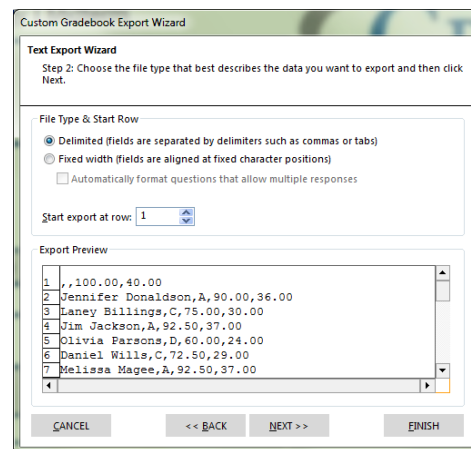 Custom Gradebook Export Wizard
Text Export Wizard
Step 2: Choose the file type that best describes the data you want to export and then click
Next.
File Type & Start Row
Delimited (fields are separated by delimiters such as commas or tabs)
Fixed width (fields are aligned at fixed character positions)
Automatically format questions that allow multiple responses
Start export at row: 1
Export Preview
1 ,,100.00,40.00
2 Jennifer Donaldson,A,90.00,36.00
3 Laney Billings,C,75.00,30.00
4 Jim Jackson,A,92.50,37.00
5 Olivia Parsons,D,60.00,24.00
6 Daniel Wills,C,72.50,29.00
7 Melissa Magee,A,92.50,37.00
CANCEL << BACK NEXT >> FINISH